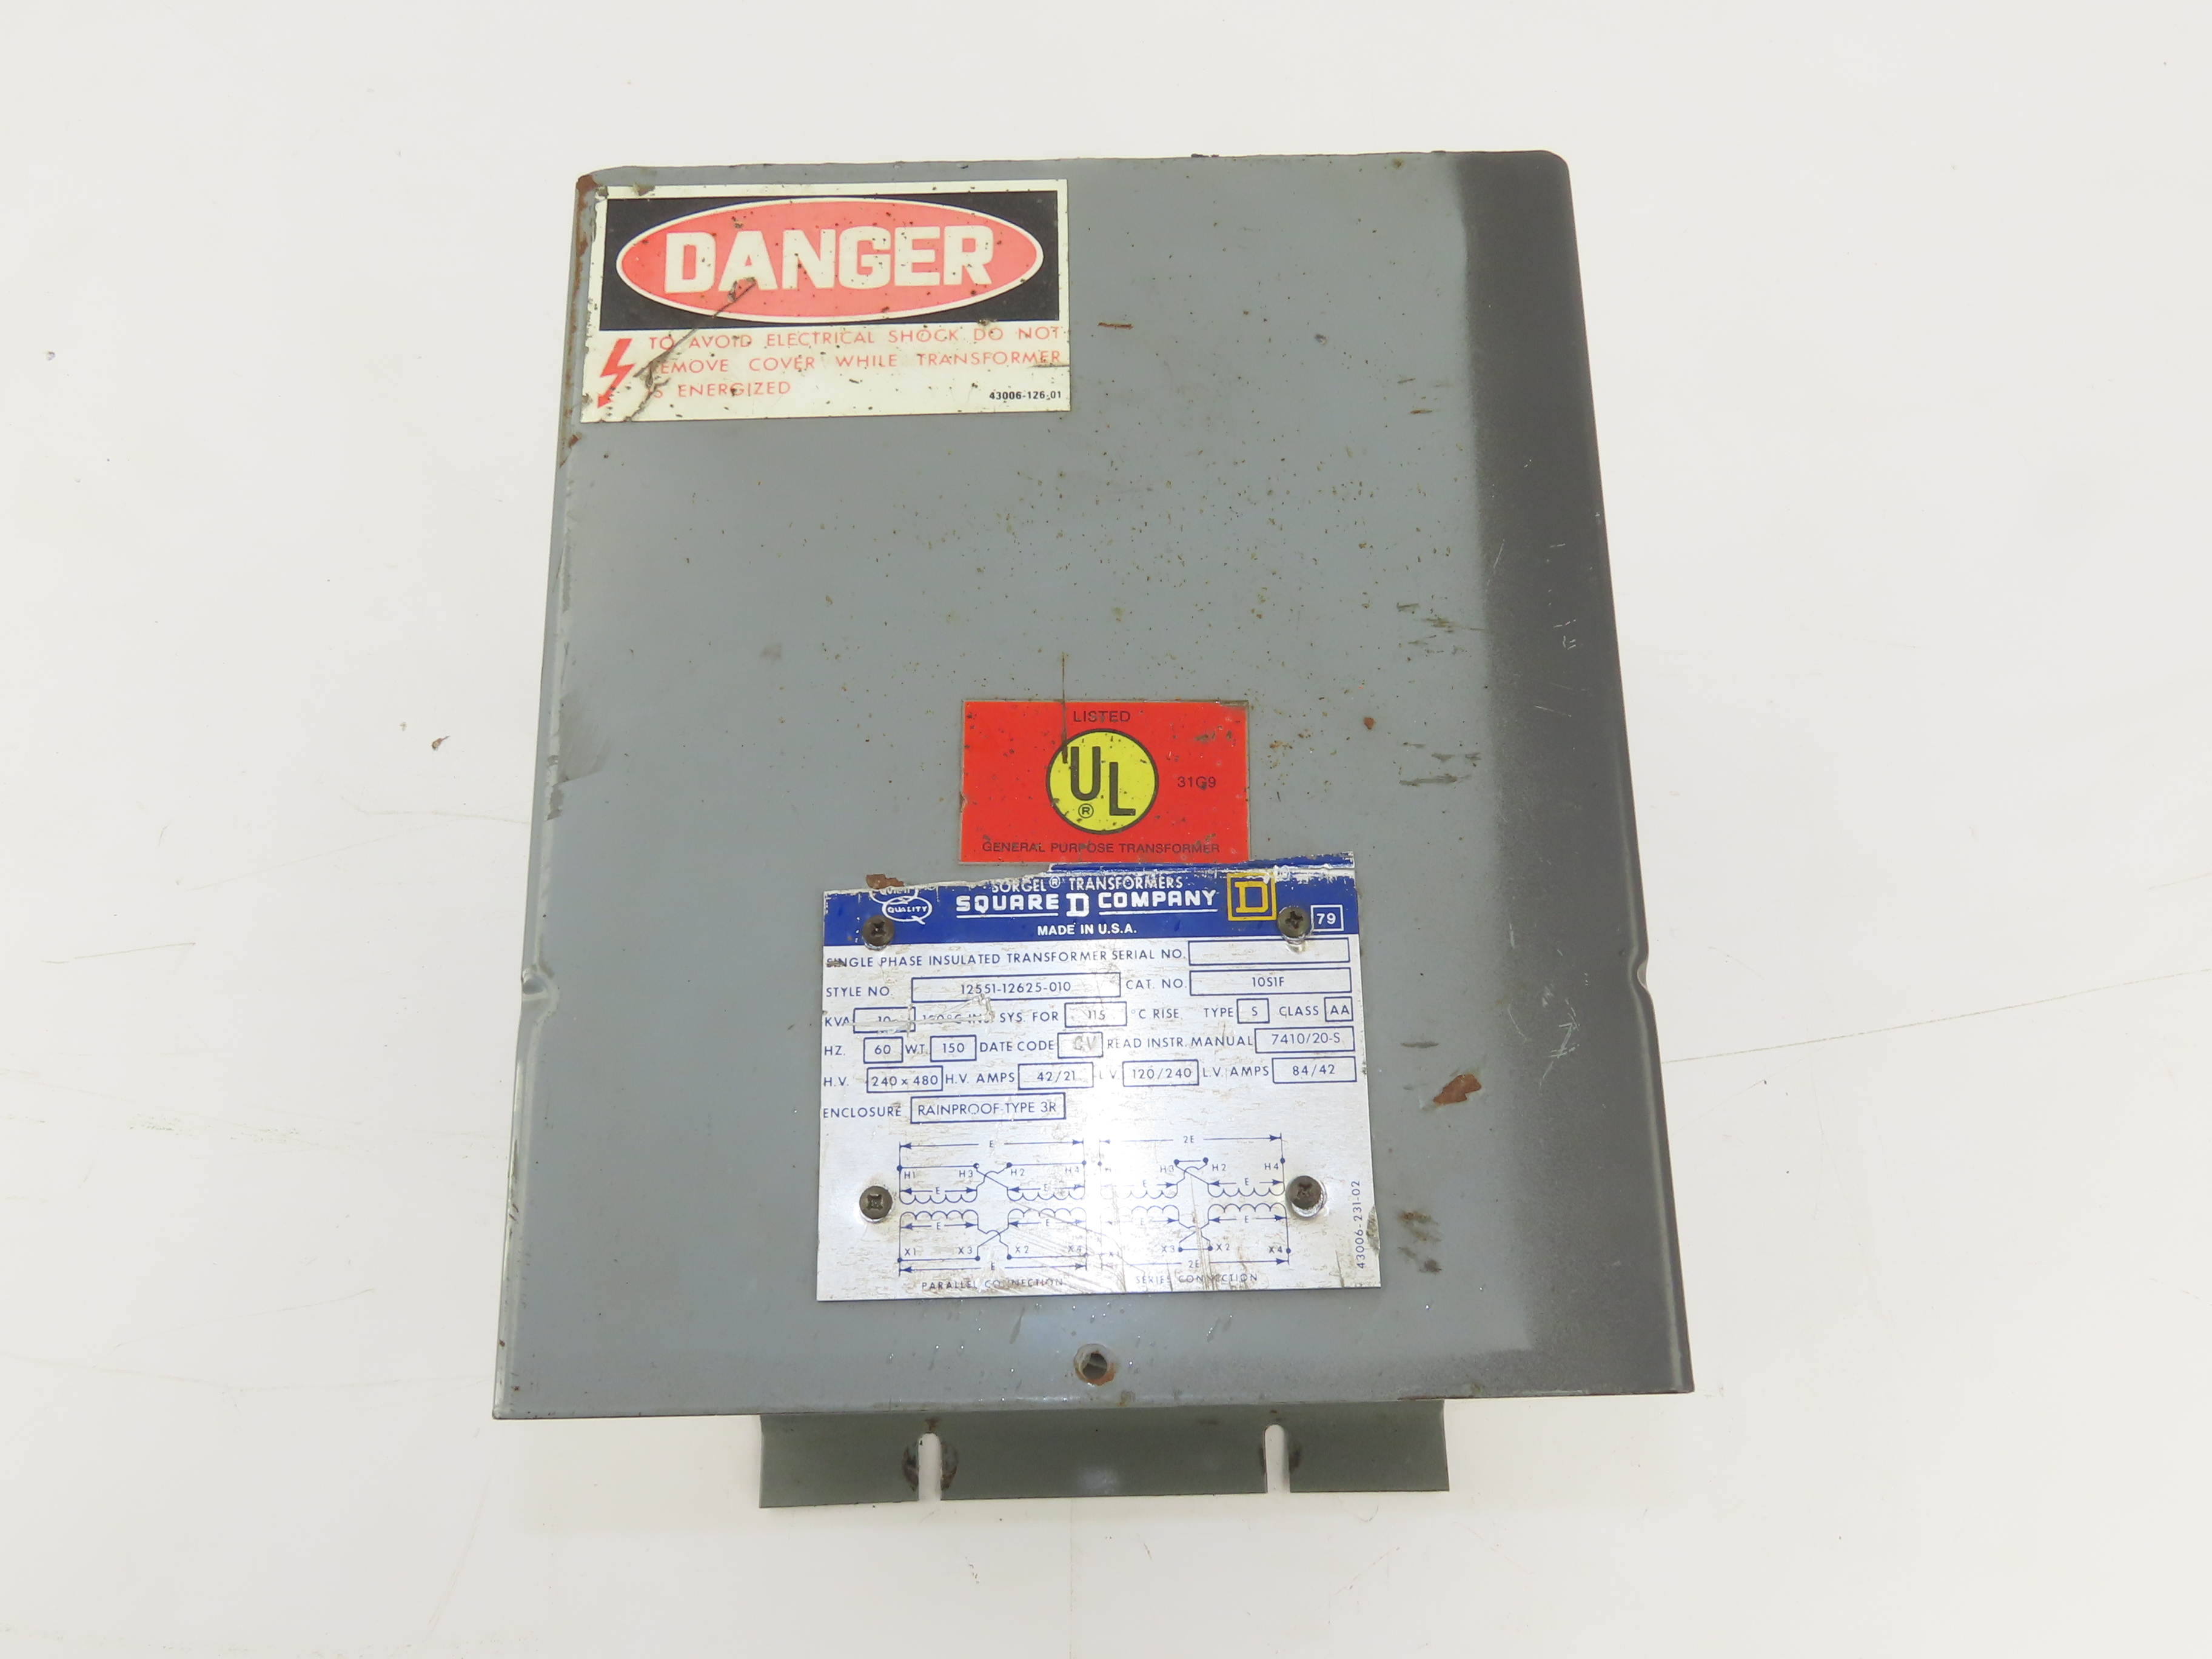 DANGER
TO AVOID ELECTRICAL SHOCK DO NOT
EMOVE COVER WHILE TRANSFORMER
S ENERGIZED
43006-126-01
LISTED
UL
®
31G9
GENERAL PURPOSE TRANSFORMER
QUALITY
SORGEL® TRANSFORMERS
SQUARE D COMPANY
D
MADE IN U.S.A.
79
SINGLE PHASE INSULATED TRANSFORMER SERIAL NO.
STYLE NO. 12551-12625-010 CAT. NO. 10S1F
KVA 10 SYS. FOR 115 °C RISE TYPE S CLASS AA
HZ. 60 WT. 150 DATE CODE CV READ INSTR. MANUAL 7410/20-S
H.V. 240 x 480 H.V. AMPS 42/21 L.V. 120/240 L.V. AMPS 84/42
ENCLOSURE RAINPROOF-TYPE 3R
E 2E
H1 H3 H2 H4 H3 H2 H4
E E E E
E E E E
X1 X3 X2 X4 X3 X2 X4
E 2E
PARALLEL CONNECTION SERIES CONNECTION
43006-231-02